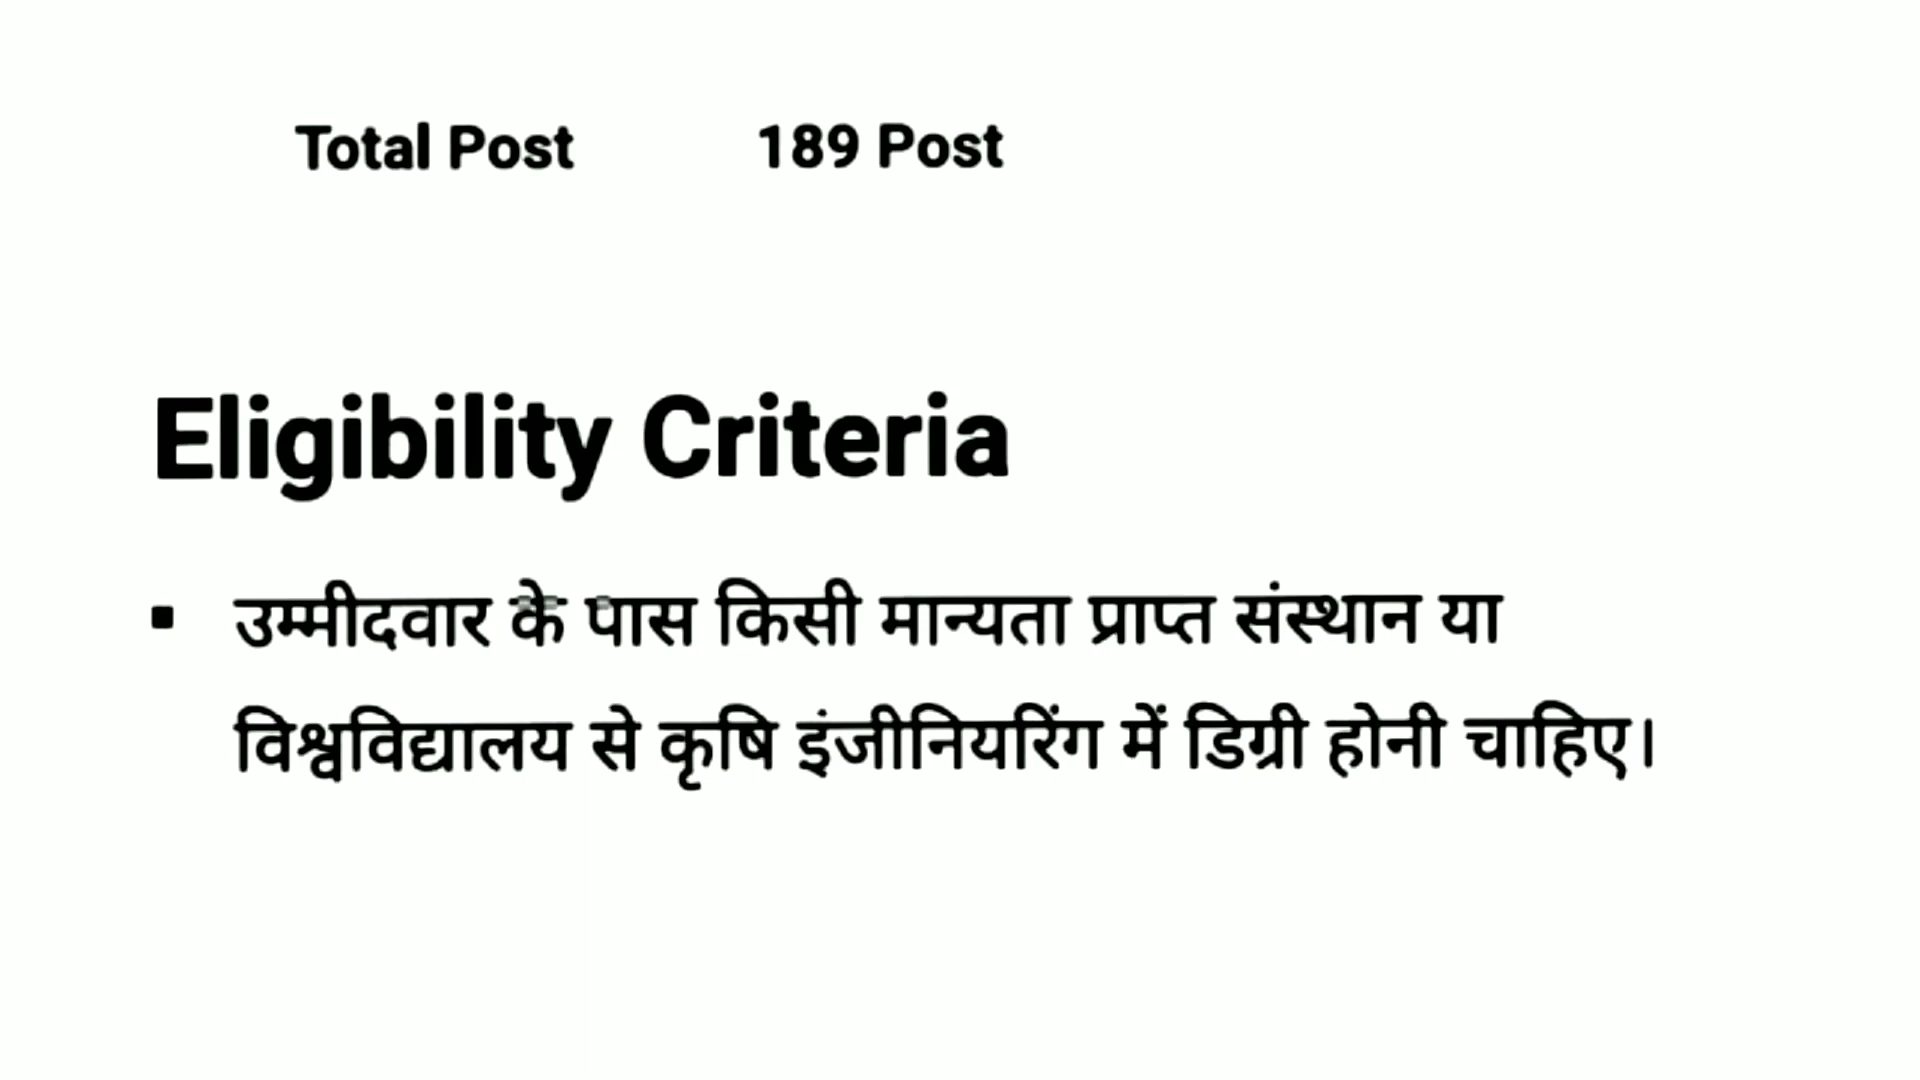 Total Post 189 Post
Eligibility Criteria
▪ उम्मीदवार के पास किसी मान्यता प्राप्त संस्थान या
विश्वविद्यालय से कृषि इंजीनियरिंग में डिग्री होनी चाहिए।